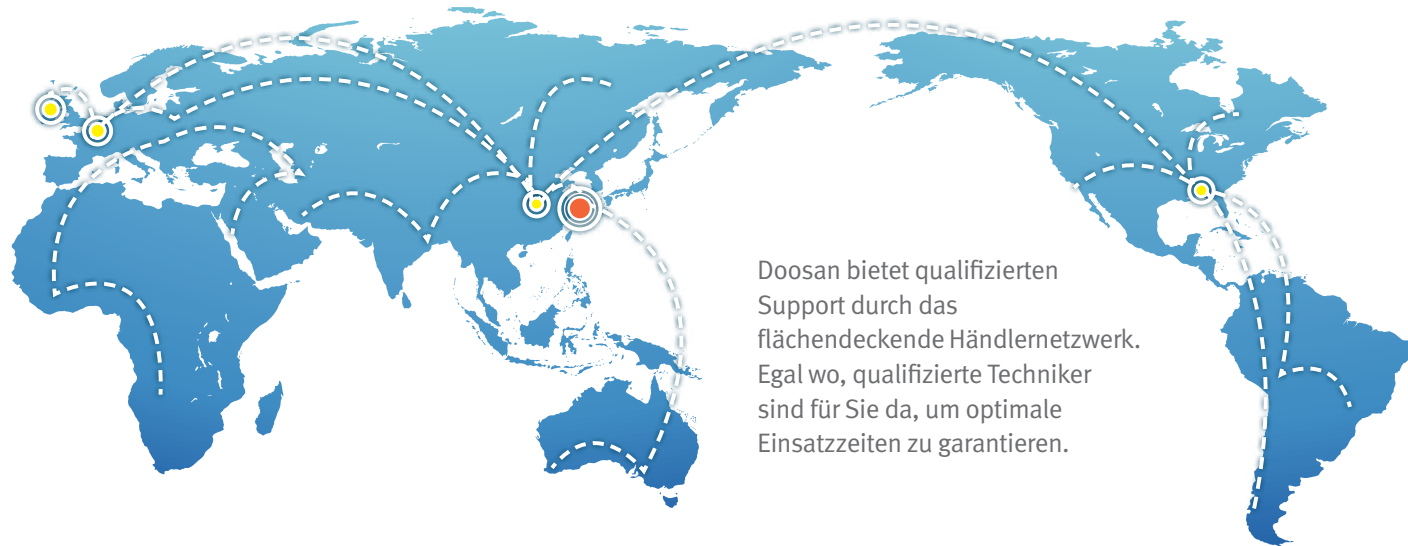 Doosan bietet qualifizierten
Support durch das
flächendeckende Händlernetzwerk.
Egal wo, qualifizierte Techniker
sind für Sie da, um optimale
Einsatzzeiten zu garantieren.